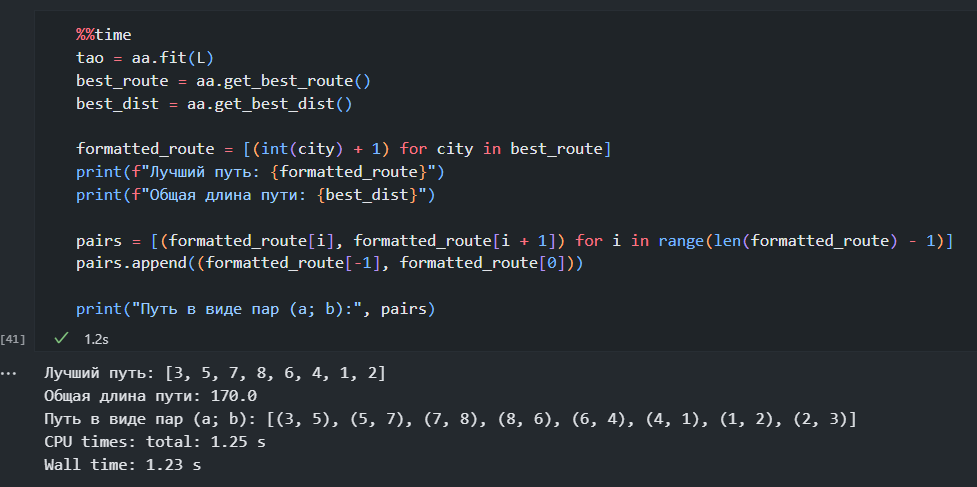 %%time
tao = aa.fit(L)
best_route = aa.get_best_route()
best_dist = aa.get_best_dist()
formatted_route = [(int(city) + 1) for city in best_route]
print(f"Лучший путь: {formatted_route}")
print(f"Общая длина пути: {best_dist}")
pairs = [(formatted_route[i], formatted_route[i + 1]) for i in range(len(formatted_route) - 1)]
pairs.append((formatted_route[-1], formatted_route[0]))
print("Путь в виде пар (a; b):", pairs)
[41] ✓ 1.2s
... Лучший путь: [3, 5, 7, 8, 6, 4, 1, 2]
Общая длина пути: 170.0
Путь в виде пар (a; b): [(3, 5), (5, 7), (7, 8), (8, 6), (6, 4), (4, 1), (1, 2), (2, 3)]
CPU times: total: 1.25 s
Wall time: 1.23 s